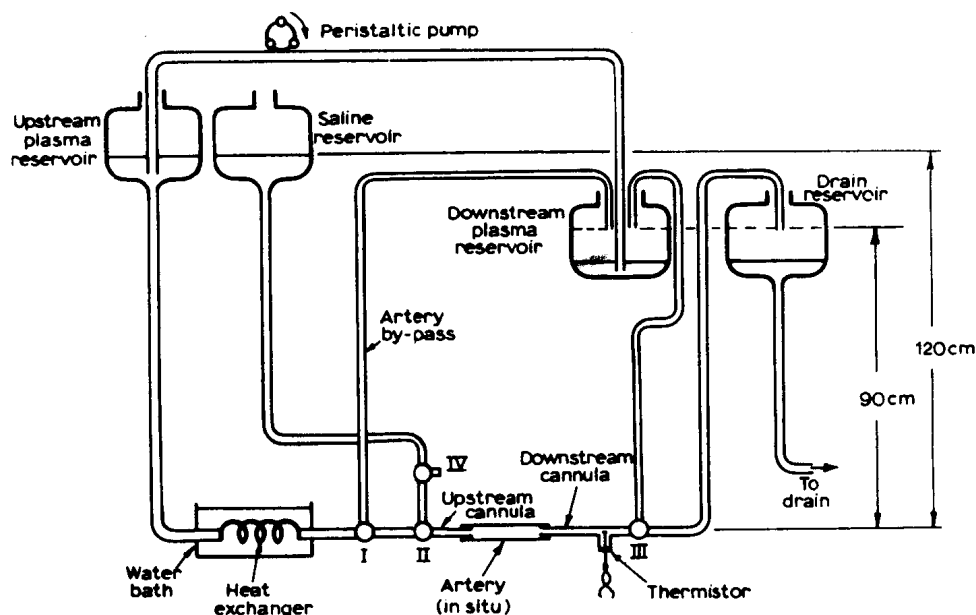 Peristaltic pump
Upstream
plasma
reservoir
Saline
reservoir
Downstream
plasma
reservoir
Drain
reservoir
Artery
by-pass
120cm
90cm
IV
Downstream
cannula
To
drain
Upstream
cannula
I
II
III
Water
bath
Heat
exchanger
Artery
(in situ)
Thermistor